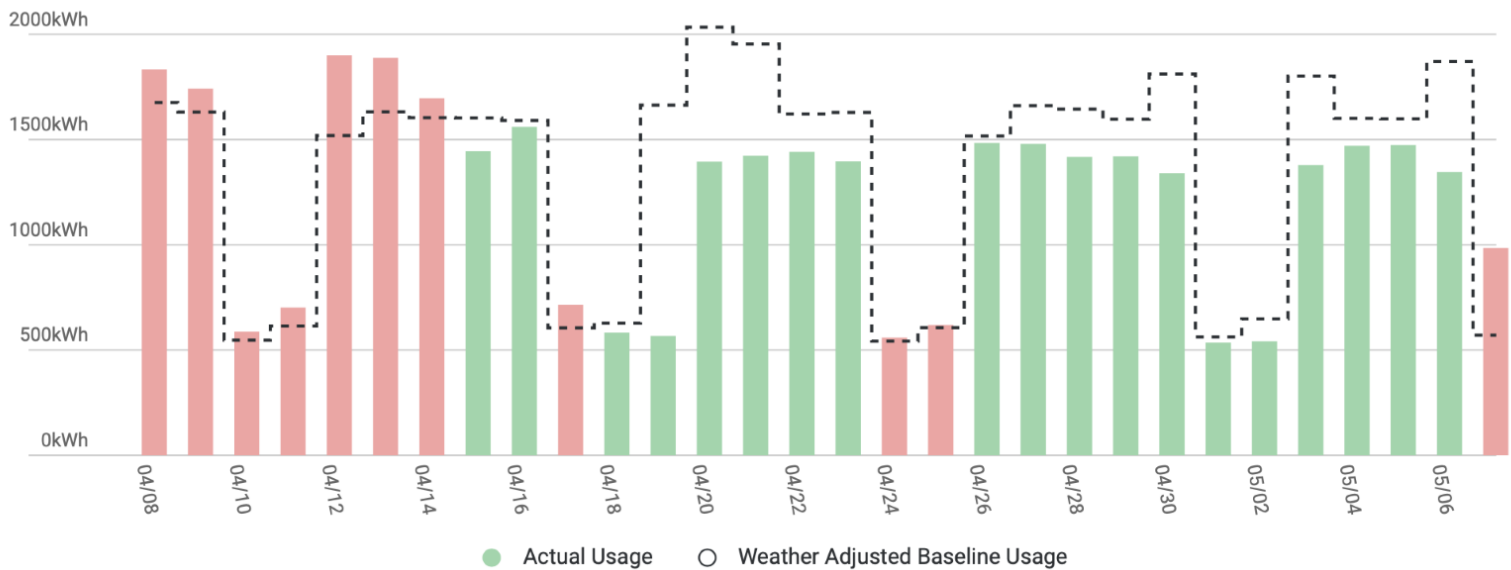 2000kWh
1500kWh
1000kWh
500kWh
0kWh
04/08 04/10 04/12 04/14 04/16 04/18 04/20 04/22 04/24 04/26 04/28 04/30 05/02 05/04 05/06
Actual Usage Weather Adjusted Baseline Usage